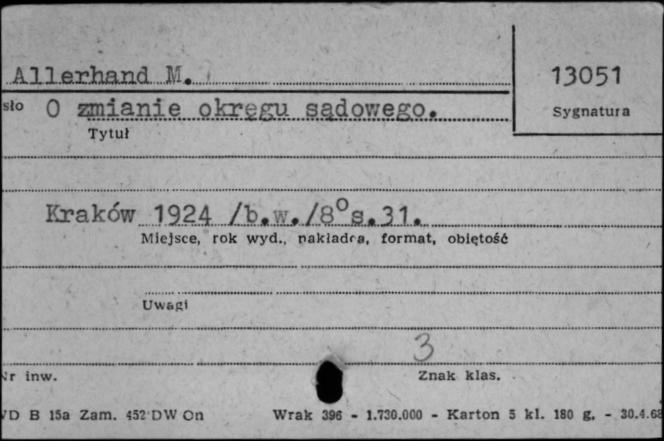 Allerhand M.
13051
Sygnatura
sło O zmianie okręgu sądowego.
Tytuł
Kraków 1924 /b.w./8° s.31.
Miejsce, rok wyd., nakładca, format, objętość
Uwagi
3
Nr inw.
Znak klas.
D B 15a Zam. 452 DW On Wrak 396 - 1.730.000 - Karton 5 kl. 180 g. - 30.4.68